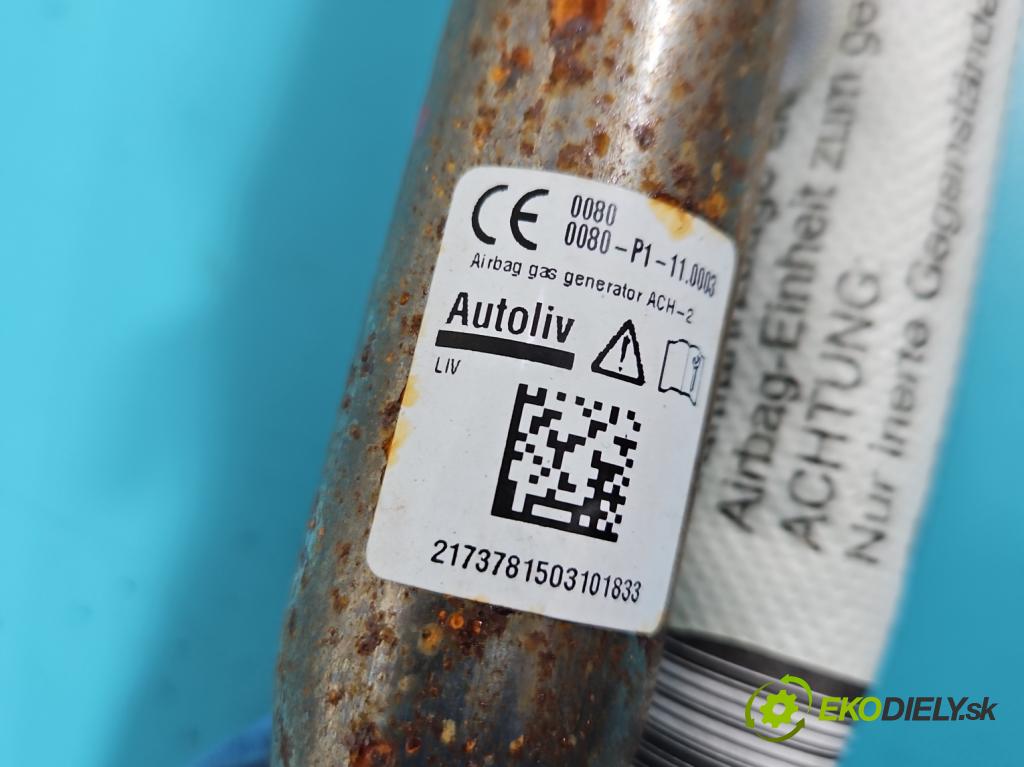 CE 0080
0080-P1-11.0003
Airbag gas generator ACH-2
Autoliv
LIV
2173781503101833
Airbag-Einheit zum
ACHTUNG
Nur inerte Gegenstände
EKODIELY.sk